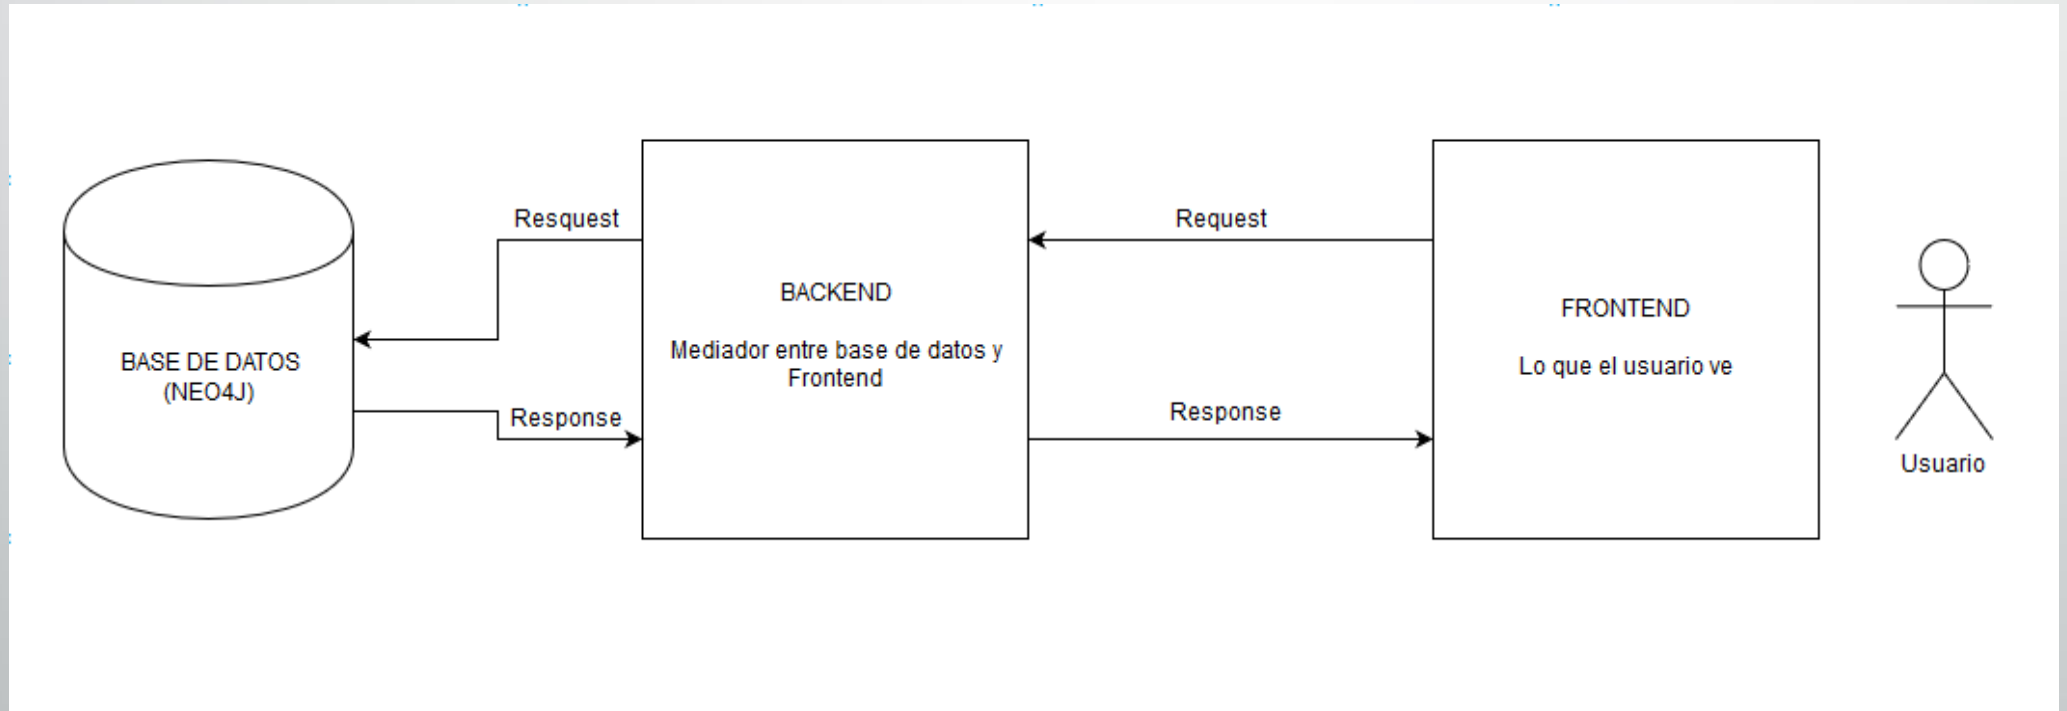 Resquest
Request
BACKEND
FRONTEND
Mediador entre base de datos y
Frontend
BASE DE DATOS
(NEO4J)
Lo que el usuario ve
Response
Response
Usuario